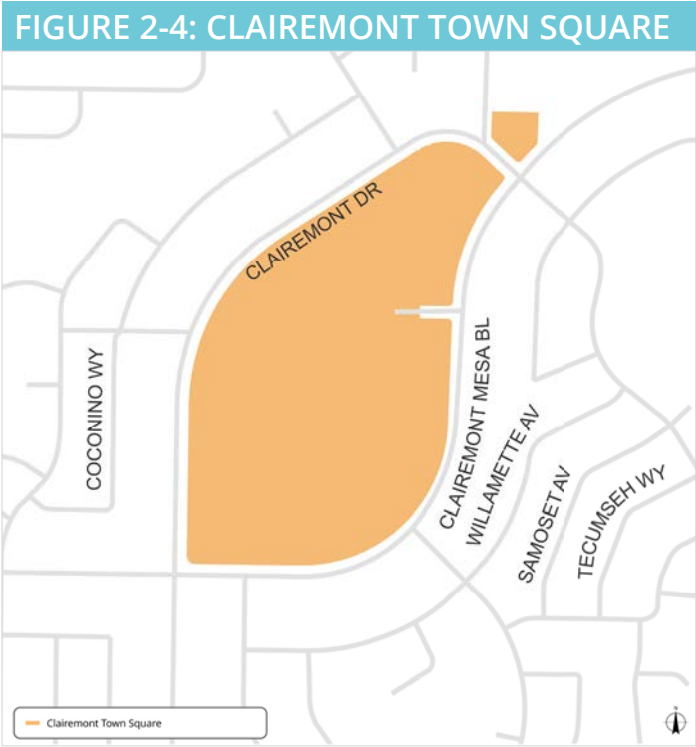 FIGURE 2-4: CLAIREMONT TOWN SQUARE
CLAIREMONT DR
COCONINO WY
CLAIREMONT MESA BL
WILLAMETTE AV
SAMOSET AV
TECUMSEH WY
Clairemont Town Square
N